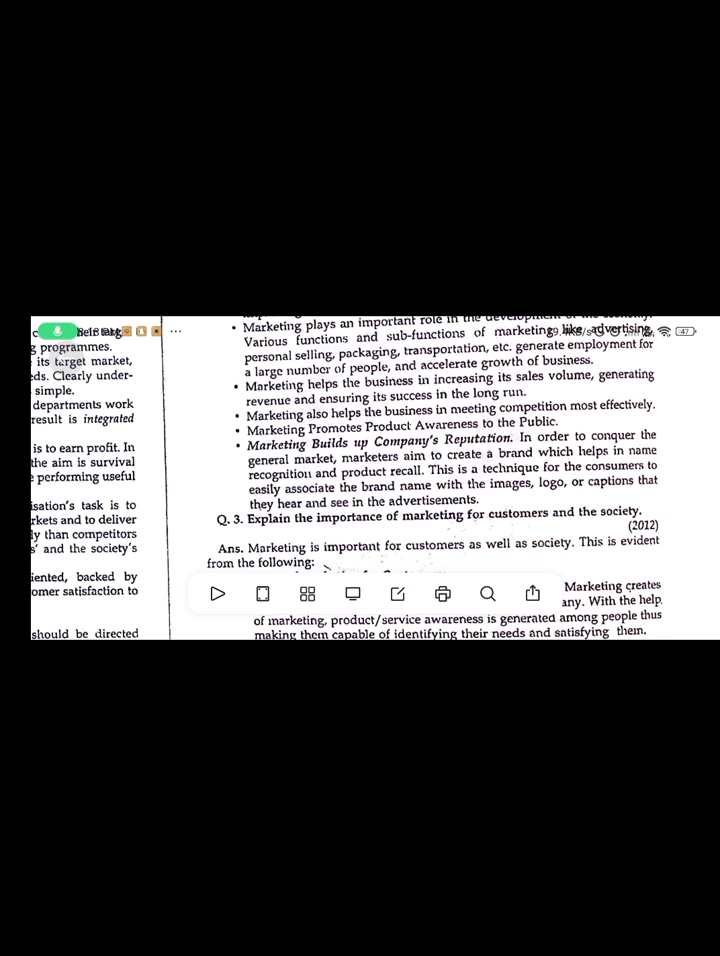 heir targ
g programmes.
its target market,
eds. Clearly under-
simple.
departments work
result is integrated
is to earn profit. In
the aim is survival
performing useful
isation's task is to
rkets and to deliver
ly than competitors
s' and the society's
iented, backed by
omer satisfaction to
should be directed
• Marketing plays an important role in the development of the economy.
Various functions and sub-functions of marketing like advertising,
personal selling, packaging, transportation, etc. generate employment for
a large number of people, and accelerate growth of business.
• Marketing helps the business in increasing its sales volume, generating
revenue and ensuring its success in the long run.
• Marketing also helps the business in meeting competition most effectively.
• Marketing Promotes Product Awareness to the Public.
• Marketing Builds up Company's Reputation. In order to conquer the
general market, marketers aim to create a brand which helps in name
recognition and product recall. This is a technique for the consumers to
easily associate the brand name with the images, logo, or captions that
they hear and see in the advertisements.
Q. 3. Explain the importance of marketing for customers and the society.
(2012)
Ans. Marketing is important for customers as well as society. This is evident
from the following:
Marketing creates
any. With the help
of marketing, product/service awareness is generated among people thus
making them capable of identifying their needs and satisfying them.
47